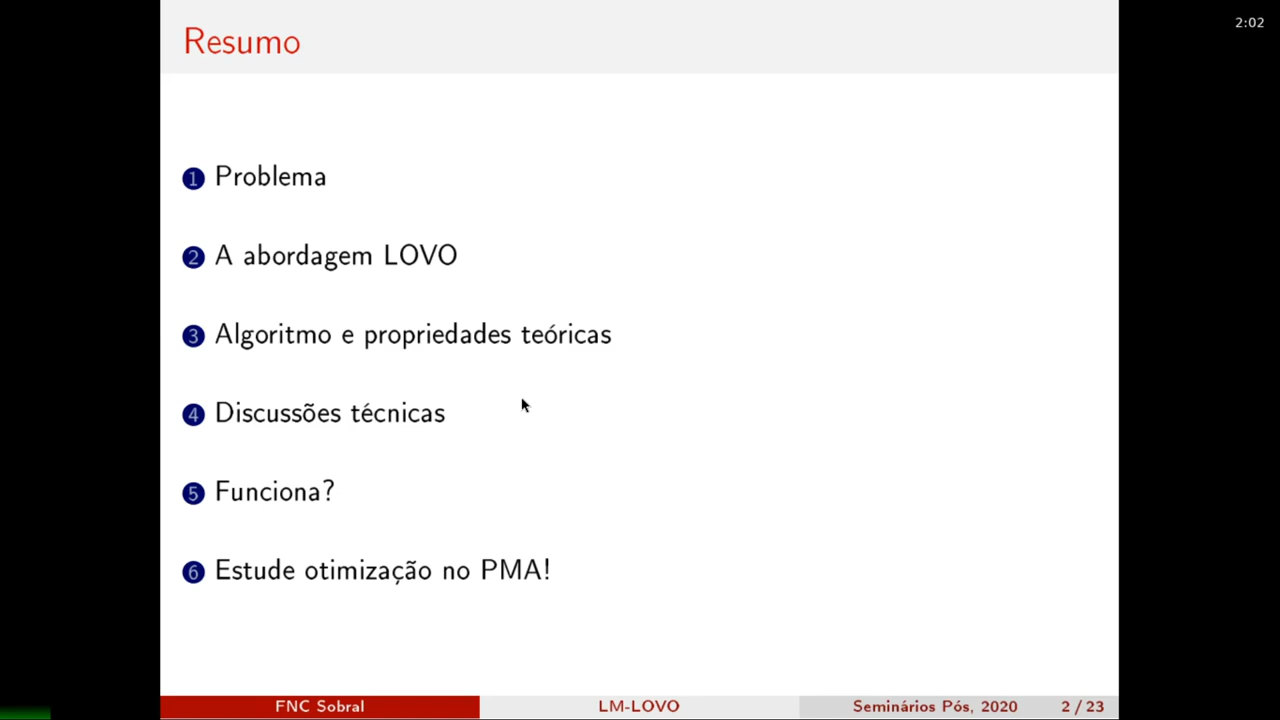 2:02
Resumo
1 Problema
2 A abordagem LOVO
3 Algoritmo e propriedades teóricas
4 Discussões técnicas
5 Funciona?
6 Estude otimização no PMA!
FNC Sobral LM-LOVO Seminários Pós, 2020 2 / 23